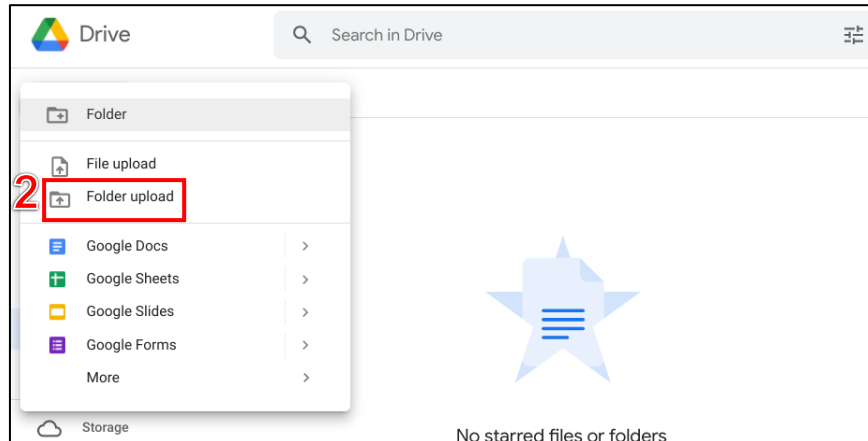 Drive
Search in Drive
Folder
File upload
2
Folder upload
Google Docs
Google Sheets
Google Slides
Google Forms
More
Storage
No starred files or folders